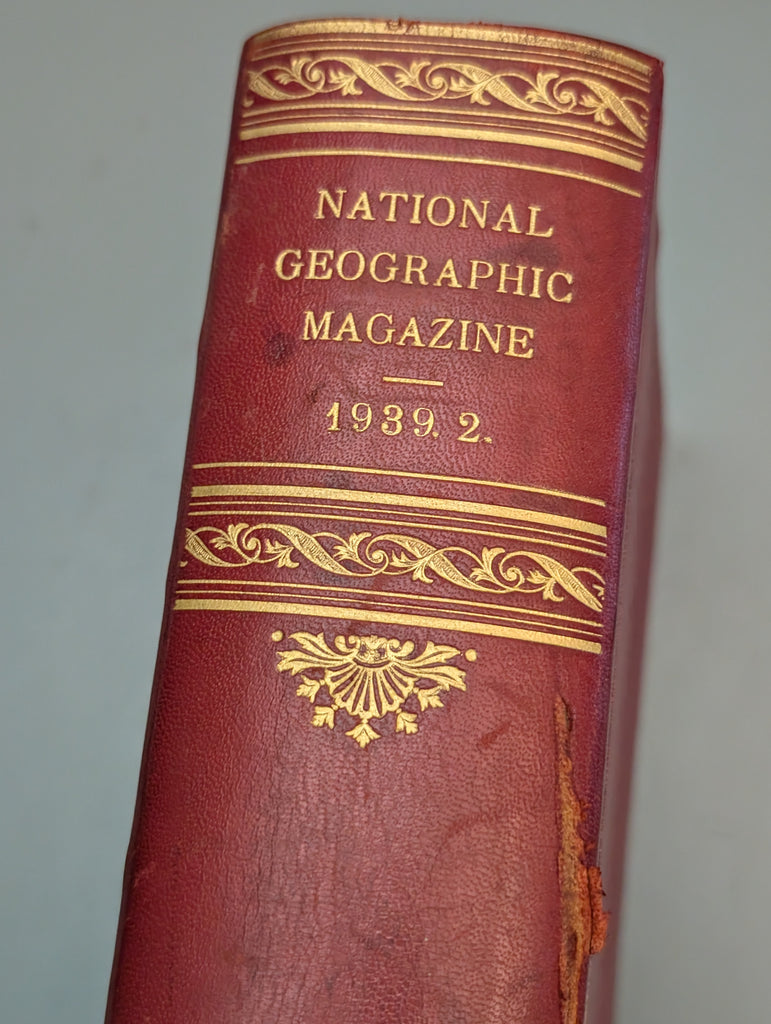 NATIONAL
GEOGRAPHIC
MAGAZINE
1939. 2.